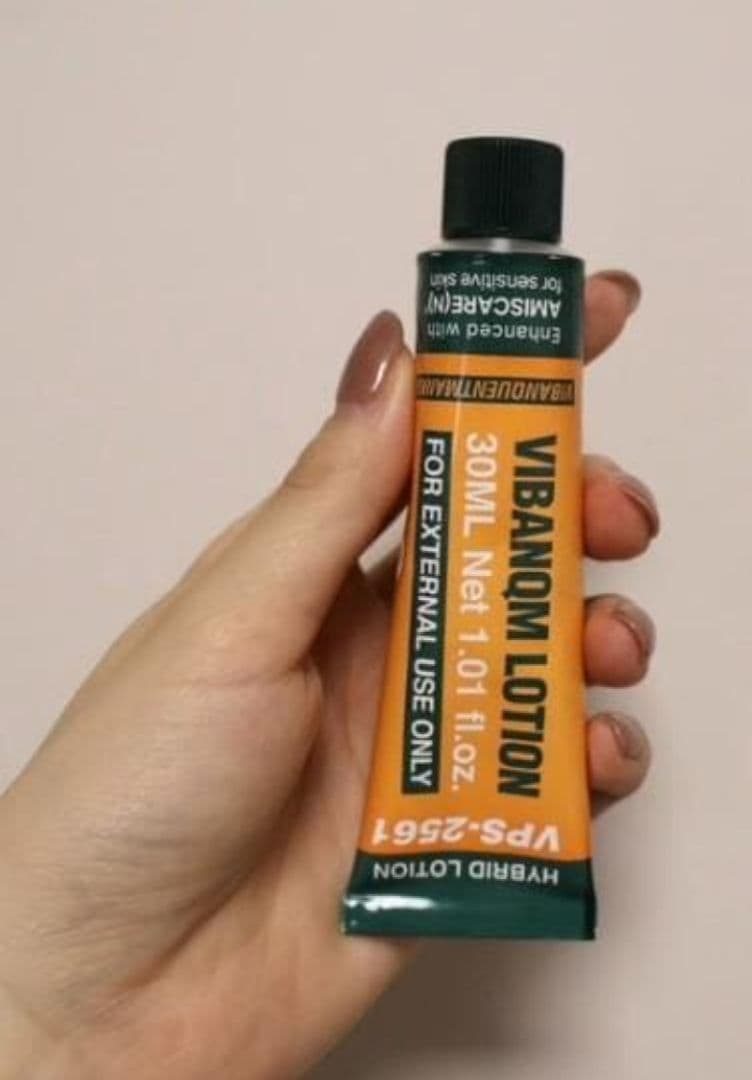 HYBRID LOTION
VPS-2561
VIBANQM LOTION
30ML Net 1.01 fl.oz.
FOR EXTERNAL USE ONLY
Enhanced with
AMISCARE(N)
for sensitive skin